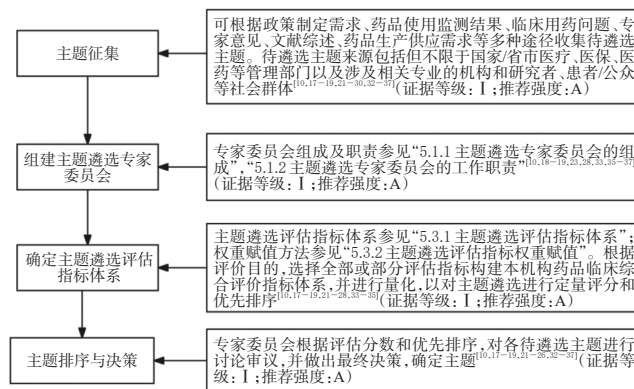 主题征集
可根据政策制定需求、药品使用监测结果、临床用药问题、专
家意见、文献综述、药品生产供应需求等多种途径收集待遴选
主题。待遴选主题来源包括但不限于国家/省市医疗、医保、医
药等管理部门以及涉及相关专业的机构和研究者、患者/公众
等社会群体[10,17-19,21-30,32-37](证据等级:Ⅰ;推荐强度:A)
组建主题遴选专家
委员会
专家委员会组成及职责参见“5.1.1 主题遴选专家委员会的组
成”,“5.1.2 主题遴选专家委员会的工作职责”[10,18-19,23,28,33,35-37]
(证据等级:Ⅰ;推荐强度:A)
确定主题遴选评估
指标体系
主题遴选评估指标体系参见“5.3.1 主题遴选评估指标体系”;
权重赋值方法参见“5.3.2 主题遴选评估指标权重赋值”。根据
评价目的,选择全部或部分评估指标构建本机构药品临床综
合评价指标体系,并进行量化,以对主题遴选进行定量评分和
优先排序[10,17-19,21-28,33-35](证据等级:Ⅰ;推荐强度:A)
主题排序与决策
专家委员会根据评估分数和优先排序,对各待遴选主题进行
讨论审议,并做出最终决策,确定主题[10,17-19,21-26,32-37](证据等
级:Ⅰ;推荐强度:A)